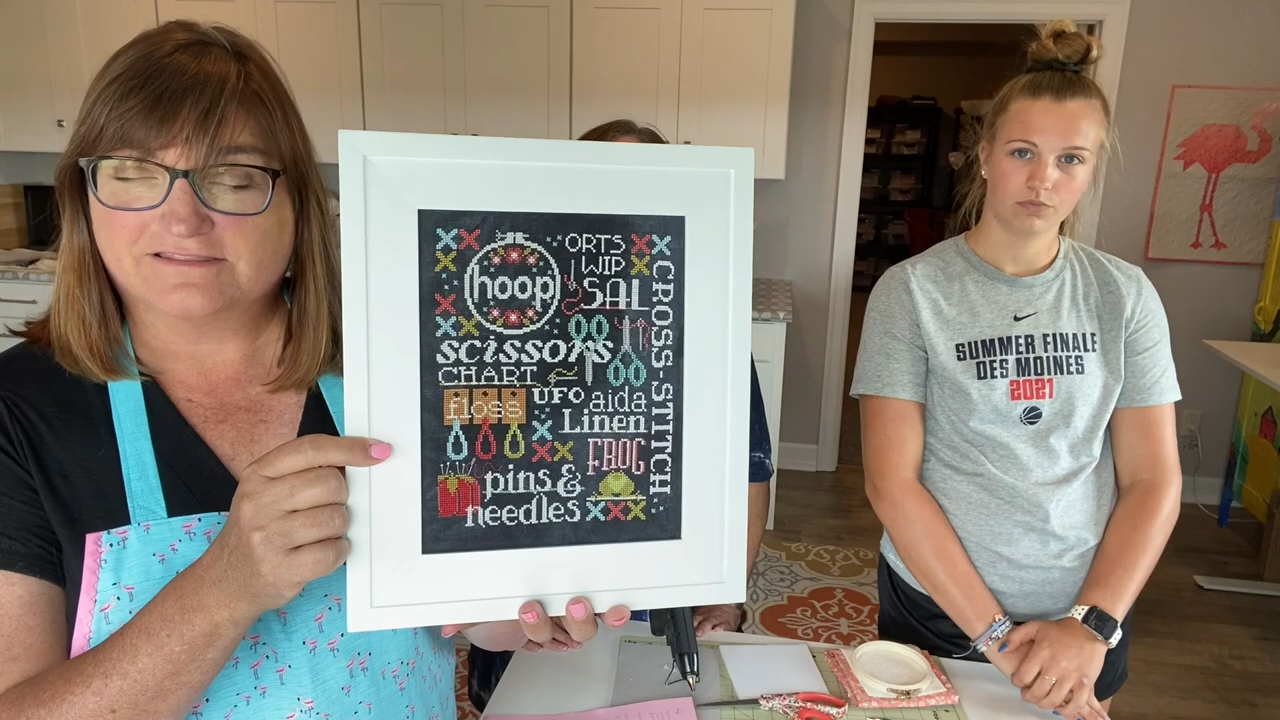 hoop
ORTS
WIP
SAL
CROSS-STITCH
scissors
CHART
UFO
aida
floss
Linen
FROG
pins &
needles
SUMMER FINALE
DES MOINES
2021